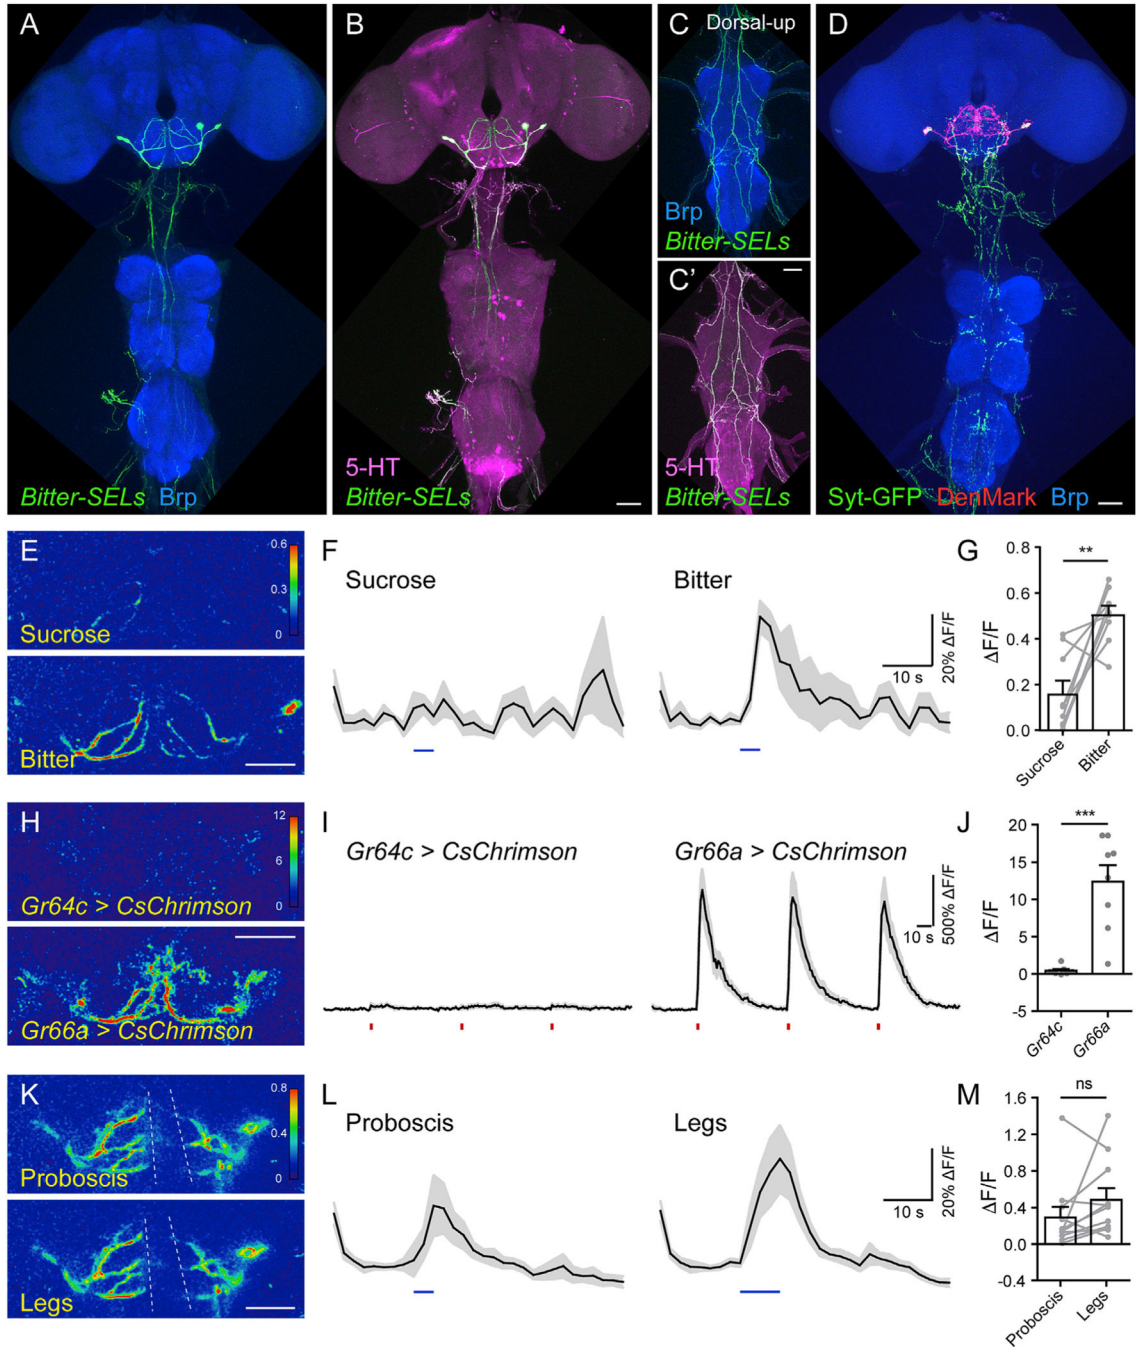 A
Bitter-SELs Brp
B
5-HT
Bitter-SELs
C Dorsal-up
Brp
Bitter-SELs
C'
5-HT
Bitter-SELs
D
Syt-GFP DenMark Brp
E
0.6
0.3
0
Sucrose
Bitter
F
Sucrose
Bitter
10 s
20% ΔF/F
G
**
0.8
0.6
0.4
0.2
0.0
ΔF/F
Sucrose
Bitter
H
12
6
0
Gr64c > CsChrimson
Gr66a > CsChrimson
I
Gr64c > CsChrimson
Gr66a > CsChrimson
10 s
500% ΔF/F
J
***
20
15
10
5
0
-5
ΔF/F
Gr64c
Gr66a
K
0.8
0.4
0
Proboscis
Legs
L
Proboscis
Legs
10 s
20% ΔF/F
M
ns
1.6
1.2
0.8
0.4
0.0
-0.4
ΔF/F
Proboscis
Legs